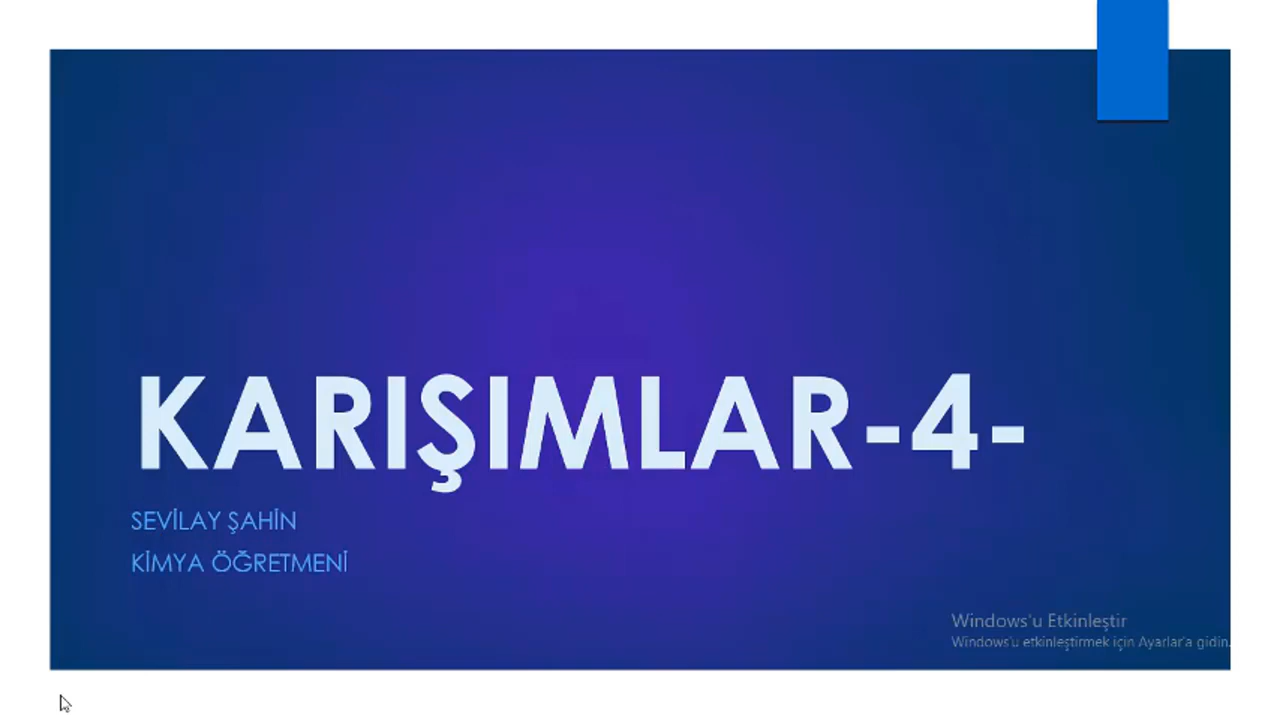 KARIŞIMLAR-4-
SEVİLAY ŞAHİN
KİMYA ÖĞRETMENİ
Windows'u Etkinleştir
Windows'u etkinleştirmek için Ayarlar'a gidin.